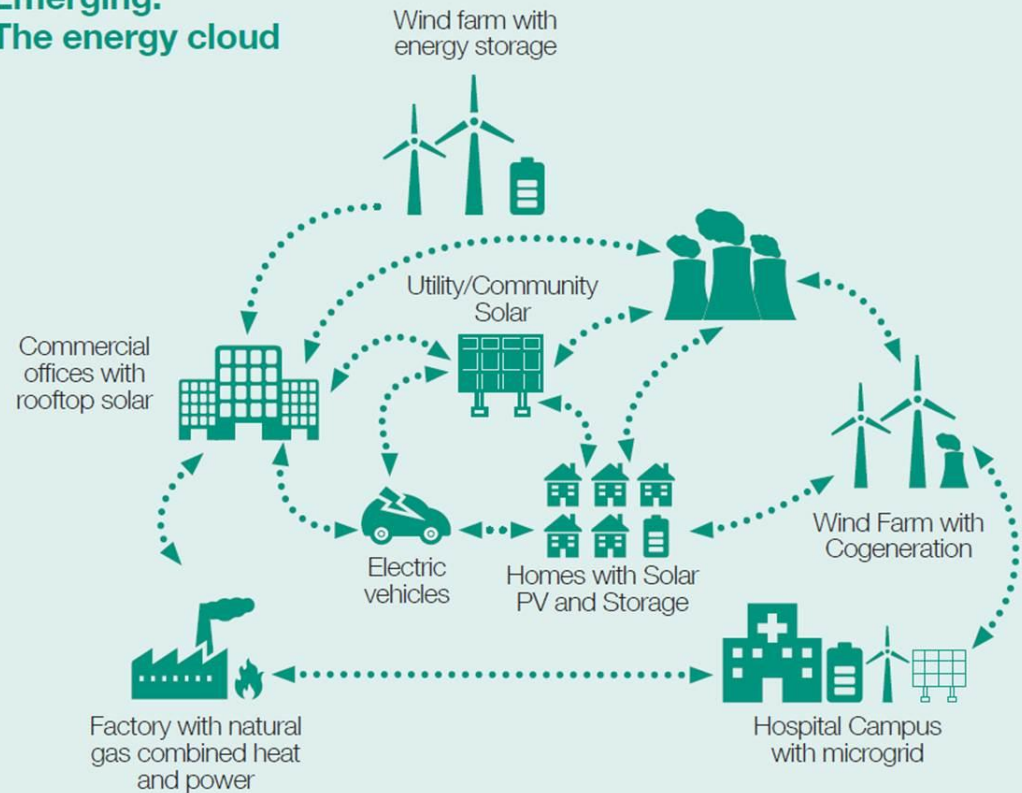 Emerging:
The energy cloud
Wind farm with
energy storage
Utility/Community
Solar
Commercial
offices with
rooftop solar
Wind Farm with
Cogeneration
Electric
vehicles
Homes with Solar
PV and Storage
Factory with natural
gas combined heat
and power
Hospital Campus
with microgrid